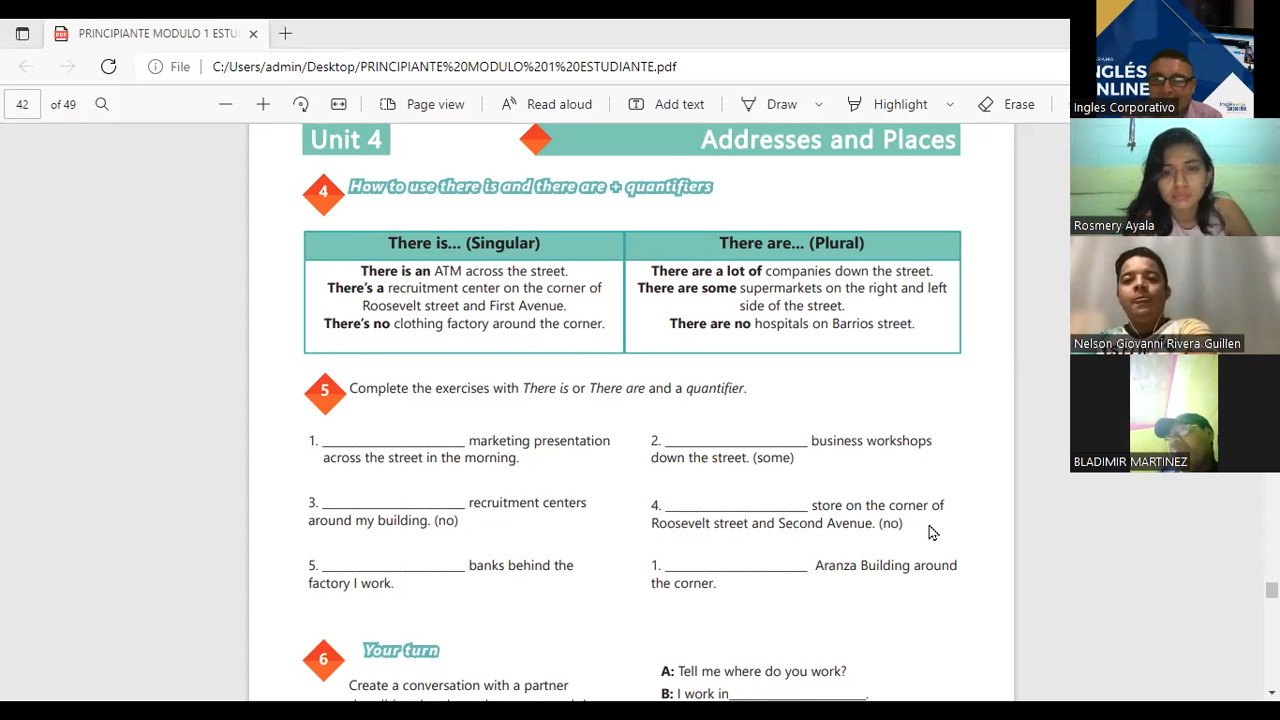 PRINCIPIANTE MODULO 1 ESTU
File
C:/Users/admin/Desktop/PRINCIPIANTE%20MODULO%201%20ESTUDIANTE.pdf
42 of 49
Page view
Read aloud
Add text
Draw
Highlight
Erase
Unit 4
Addresses and Places
4 How to use there is and there are + quantifiers
There is... (Singular)
There is an ATM across the street.
There's a recruitment center on the corner of
Roosevelt street and First Avenue.
There's no clothing factory around the corner.
There are... (Plural)
There are a lot of companies down the street.
There are some supermarkets on the right and left
side of the street.
There are no hospitals on Barrios street.
5 Complete the exercises with There is or There are and a quantifier.
1. ____________________ marketing presentation
across the street in the morning.
2. ____________________ business workshops
down the street. (some)
3. ____________________ recruitment centers
around my building. (no)
4. ____________________ store on the corner of
Roosevelt street and Second Avenue. (no)
5. ____________________ banks behind the
factory I work.
1. ____________________ Aranza Building around
the corner.
6 Your turn
Create a conversation with a partner
A: Tell me where do you work?
B: I work in____________________.
NGLÉS
NLINE
Ingles Corporativo
Rosmery Ayala
Nelson Giovanni Rivera Guillen
BLADIMIR MARTINEZ